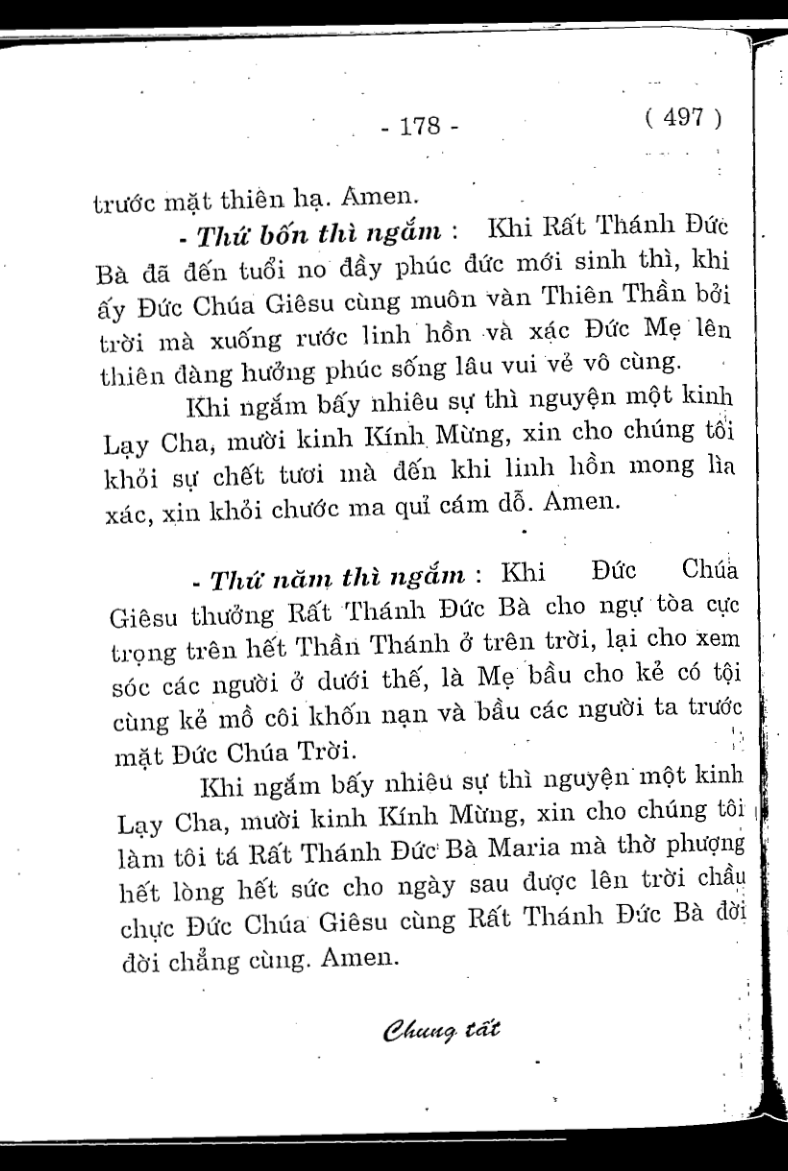 - 178 -
( 497 )
trước mặt thiên hạ. Amen.
- Thứ bốn thì ngắm : Khi Rất Thánh Đức
Bà đã đến tuổi no đầy phúc đức mới sinh thì, khi
ấy Đức Chúa Giêsu cùng muôn vàn Thiên Thần bởi
trời mà xuống rước linh hồn và xác Đức Mẹ lên
thiên đàng hưởng phúc sống lâu vui vẻ vô cùng.
Khi ngắm bấy nhiêu sự thì nguyện một kinh
Lạy Cha, mười kinh Kính Mừng, xin cho chúng tôi
khỏi sự chết tươi mà đến khi linh hồn mong lìa
xác, xin khỏi chước ma quỉ cám dỗ. Amen.
- Thứ năm thì ngắm : Khi Đức Chúa
Giêsu thưởng Rất Thánh Đức Bà cho ngự tòa cực
trọng trên hết Thần Thánh ở trên trời, lại cho xem
sóc các người ở dưới thế, là Mẹ bầu cho kẻ có tội
cùng kẻ mồ côi khốn nạn và bầu các người ta trước
mặt Đức Chúa Trời.
Khi ngắm bấy nhiêu sự thì nguyện một kinh
Lạy Cha, mười kinh Kính Mừng, xin cho chúng tôi
làm tôi tá Rất Thánh Đức Bà Maria mà thờ phượng
hết lòng hết sức cho ngày sau được lên trời chầu
chực Đức Chúa Giêsu cùng Rất Thánh Đức Bà đời
đời chẳng cùng. Amen.
Chung tất